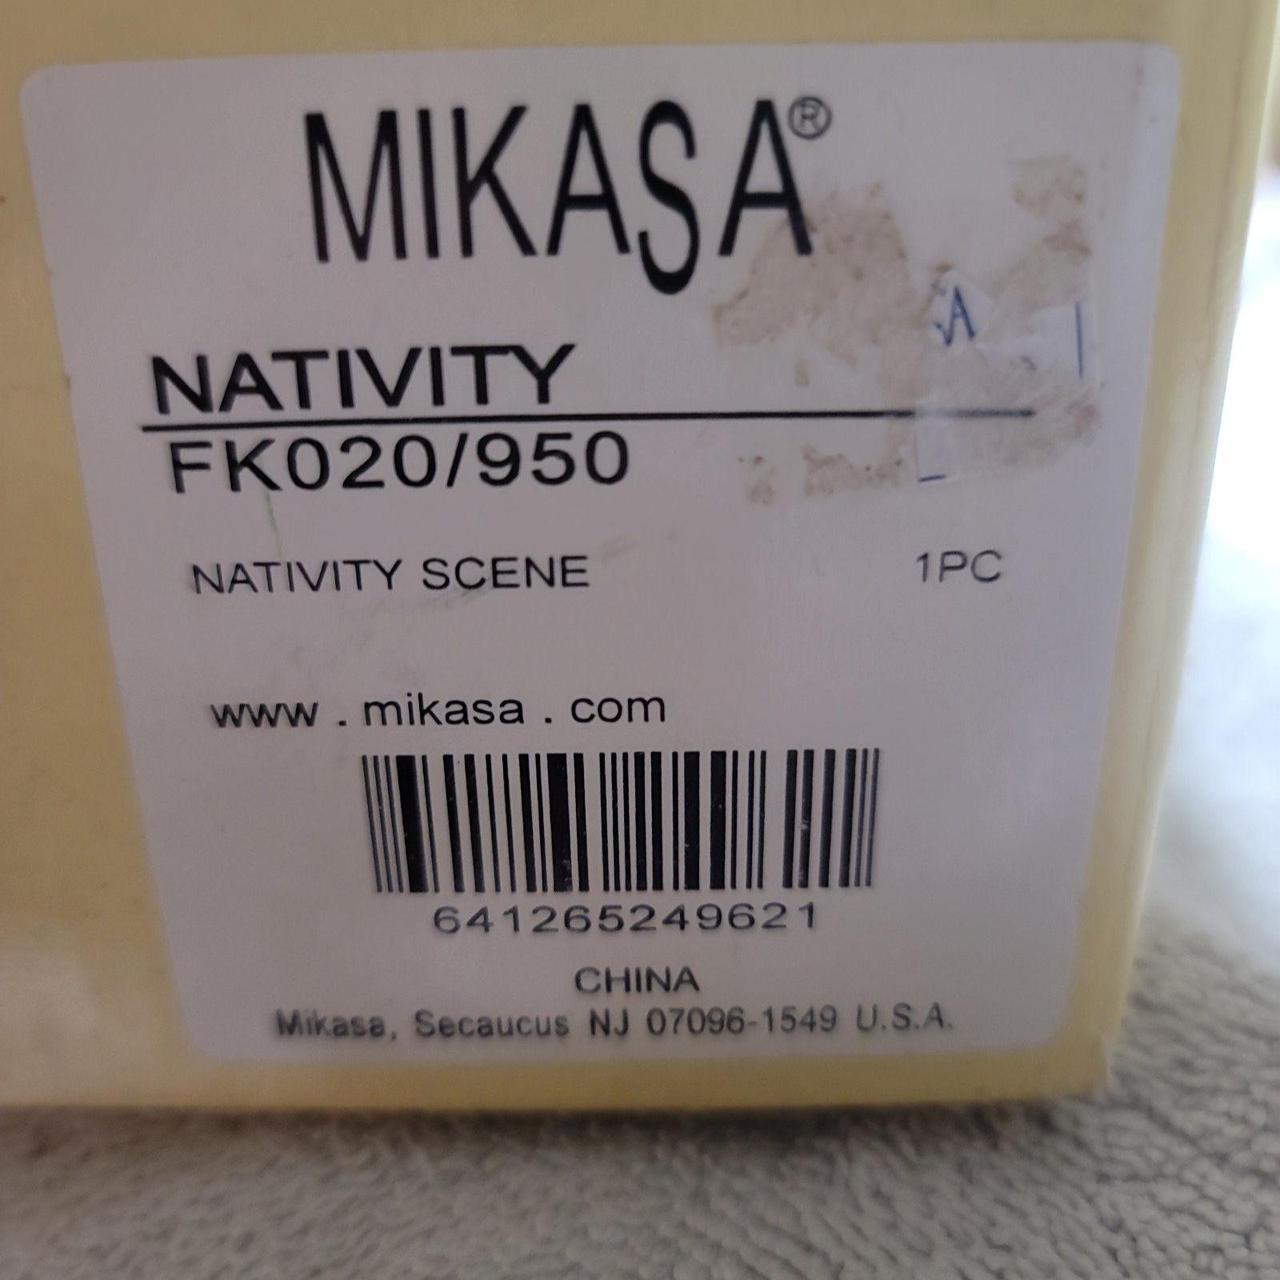 MIKASA®
NATIVITY
FK020/950
NATIVITY SCENE 1PC
www . mikasa . com
641265249621
CHINA
Mikasa, Secaucus NJ 07096-1549 U.S.A.